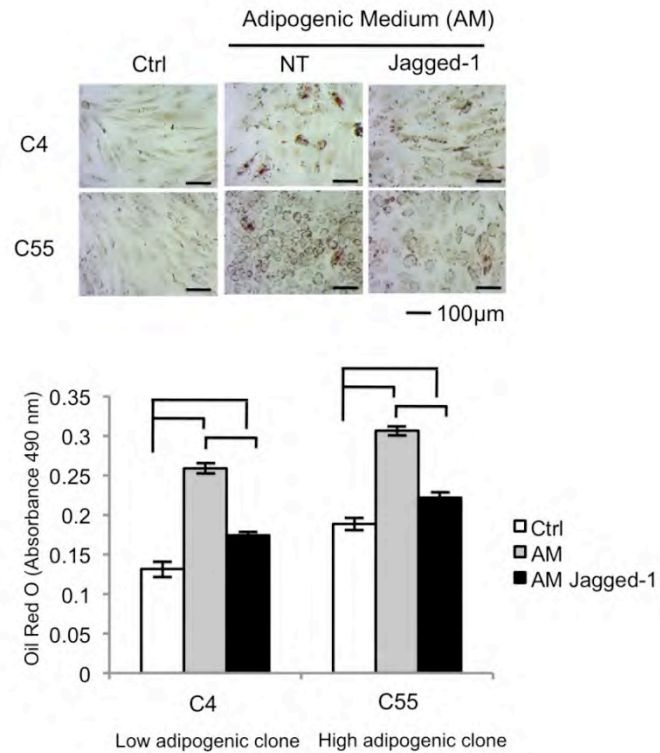 Adipogenic Medium (AM)
Ctrl NT Jagged-1
C4
C55
100µm
0.35
0.3
0.25
0.2
0.15
0.1
0.05
0
Oil Red O (Absorbance 490 nm)
Ctrl
AM
AM Jagged-1
C4 C55
Low adipogenic clone High adipogenic clone